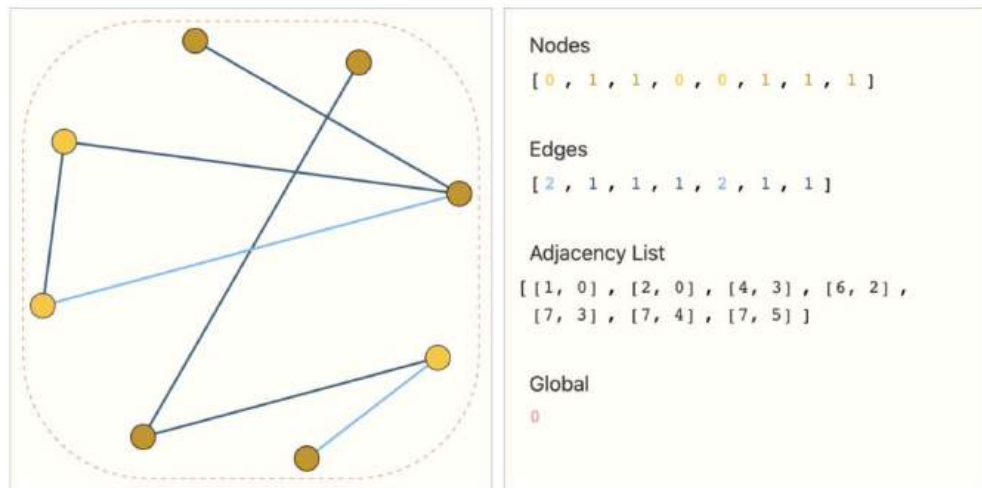 Nodes
[ 0 , 1 , 1 , 0 , 0 , 1 , 1 , 1 ]
Edges
[ 2 , 1 , 1 , 1 , 2 , 1 , 1 ]
Adjacency List
[ [1, 0] , [2, 0] , [4, 3] , [6, 2] ,
[7, 3] , [7, 4] , [7, 5] ]
Global
0